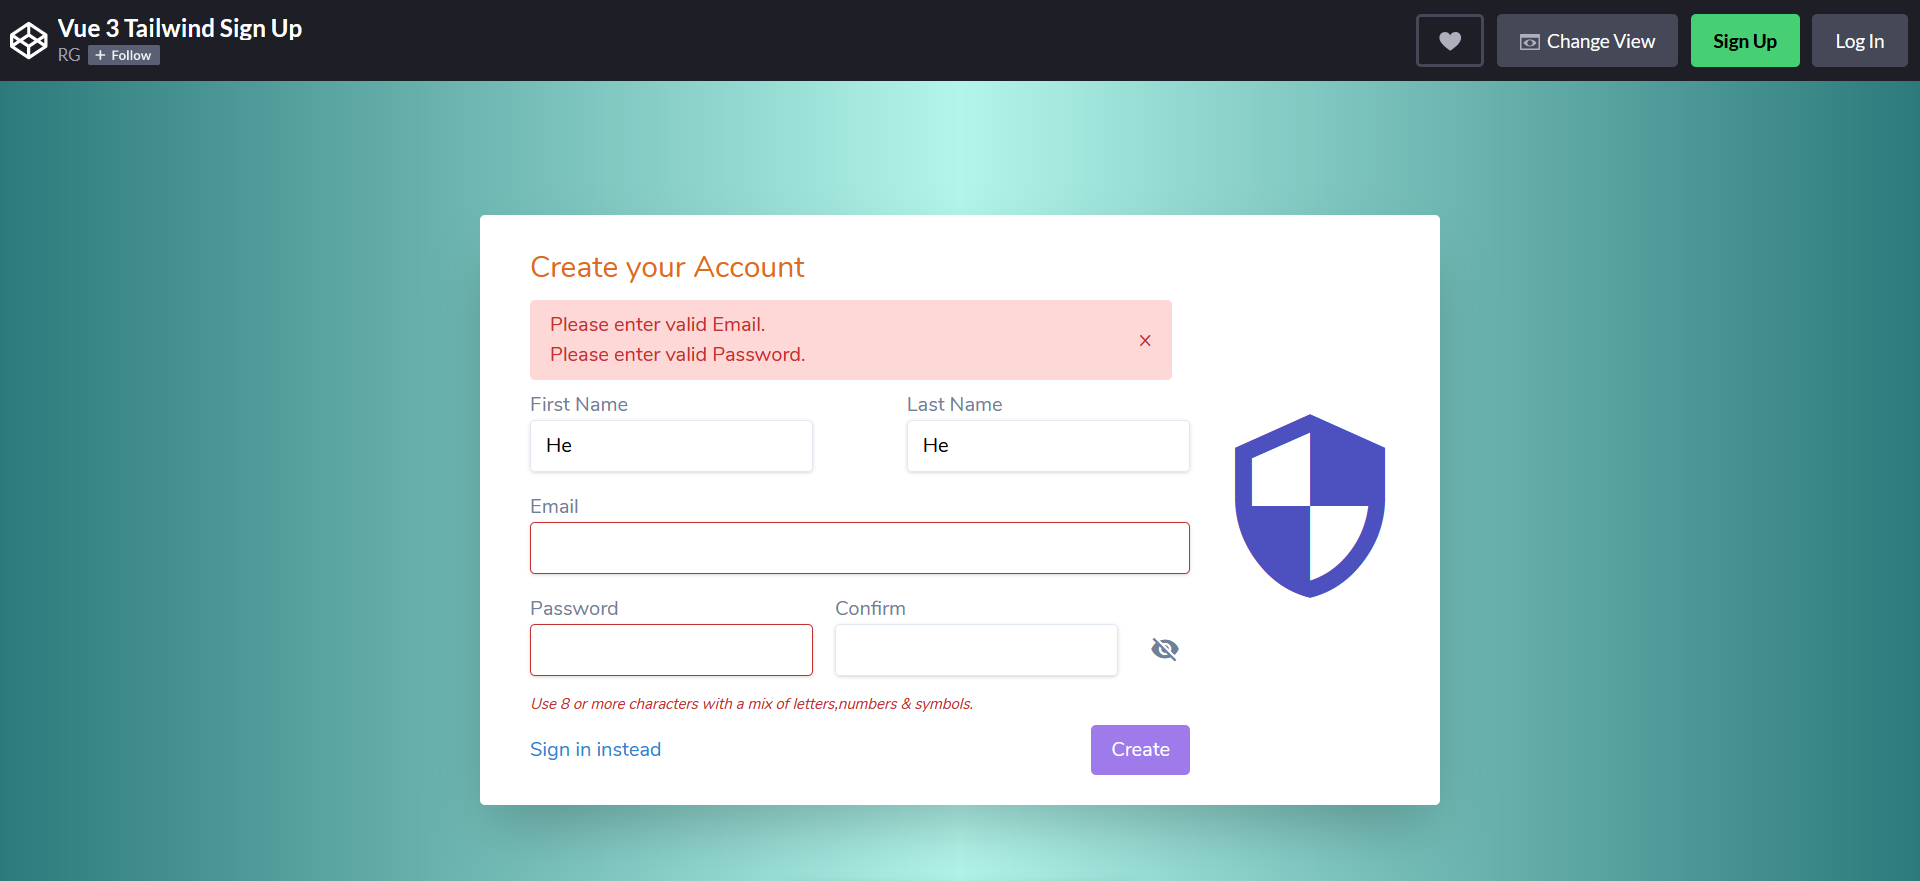 Vue 3 Tailwind Sign Up
RG + Follow
Change View
Sign Up
Log In
Create your Account
Please enter valid Email.
Please enter valid Password.
x
First Name
Last Name
He
He
Email
Password
Confirm
Use 8 or more characters with a mix of letters,numbers & symbols.
Sign in instead
Create